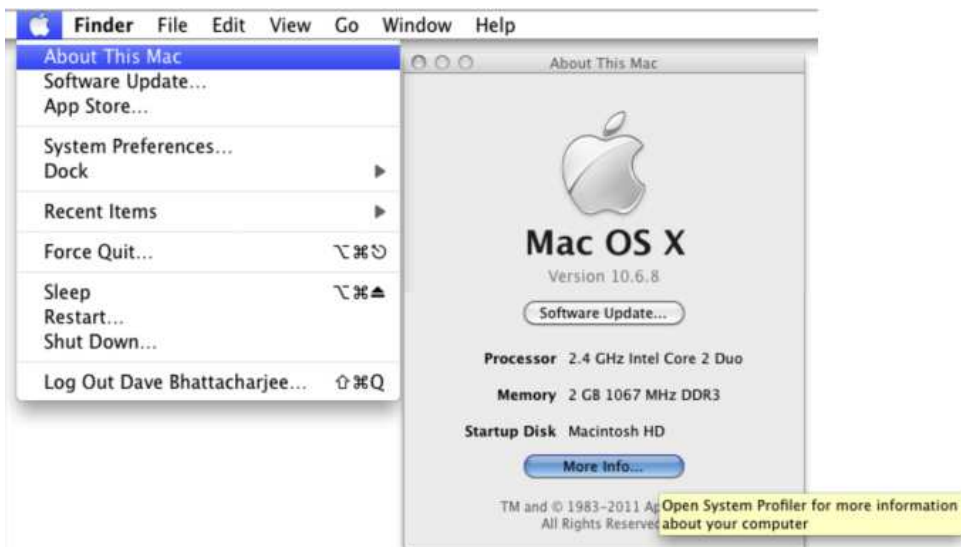 Finder File Edit View Go Window Help
About This Mac
Software Update...
App Store...
System Preferences...
Dock
Recent Items
Force Quit... ⌥⌘⎋
Sleep ⌥⌘⏏
Restart...
Shut Down...
Log Out Dave Bhattacharjee... ⇧⌘Q
About This Mac
Mac OS X
Version 10.6.8
Software Update...
Processor 2.4 GHz Intel Core 2 Duo
Memory 2 GB 1067 MHz DDR3
Startup Disk Macintosh HD
More Info...
TM and © 1983-2011
All Rights
Open System Profiler for more information
about your computer